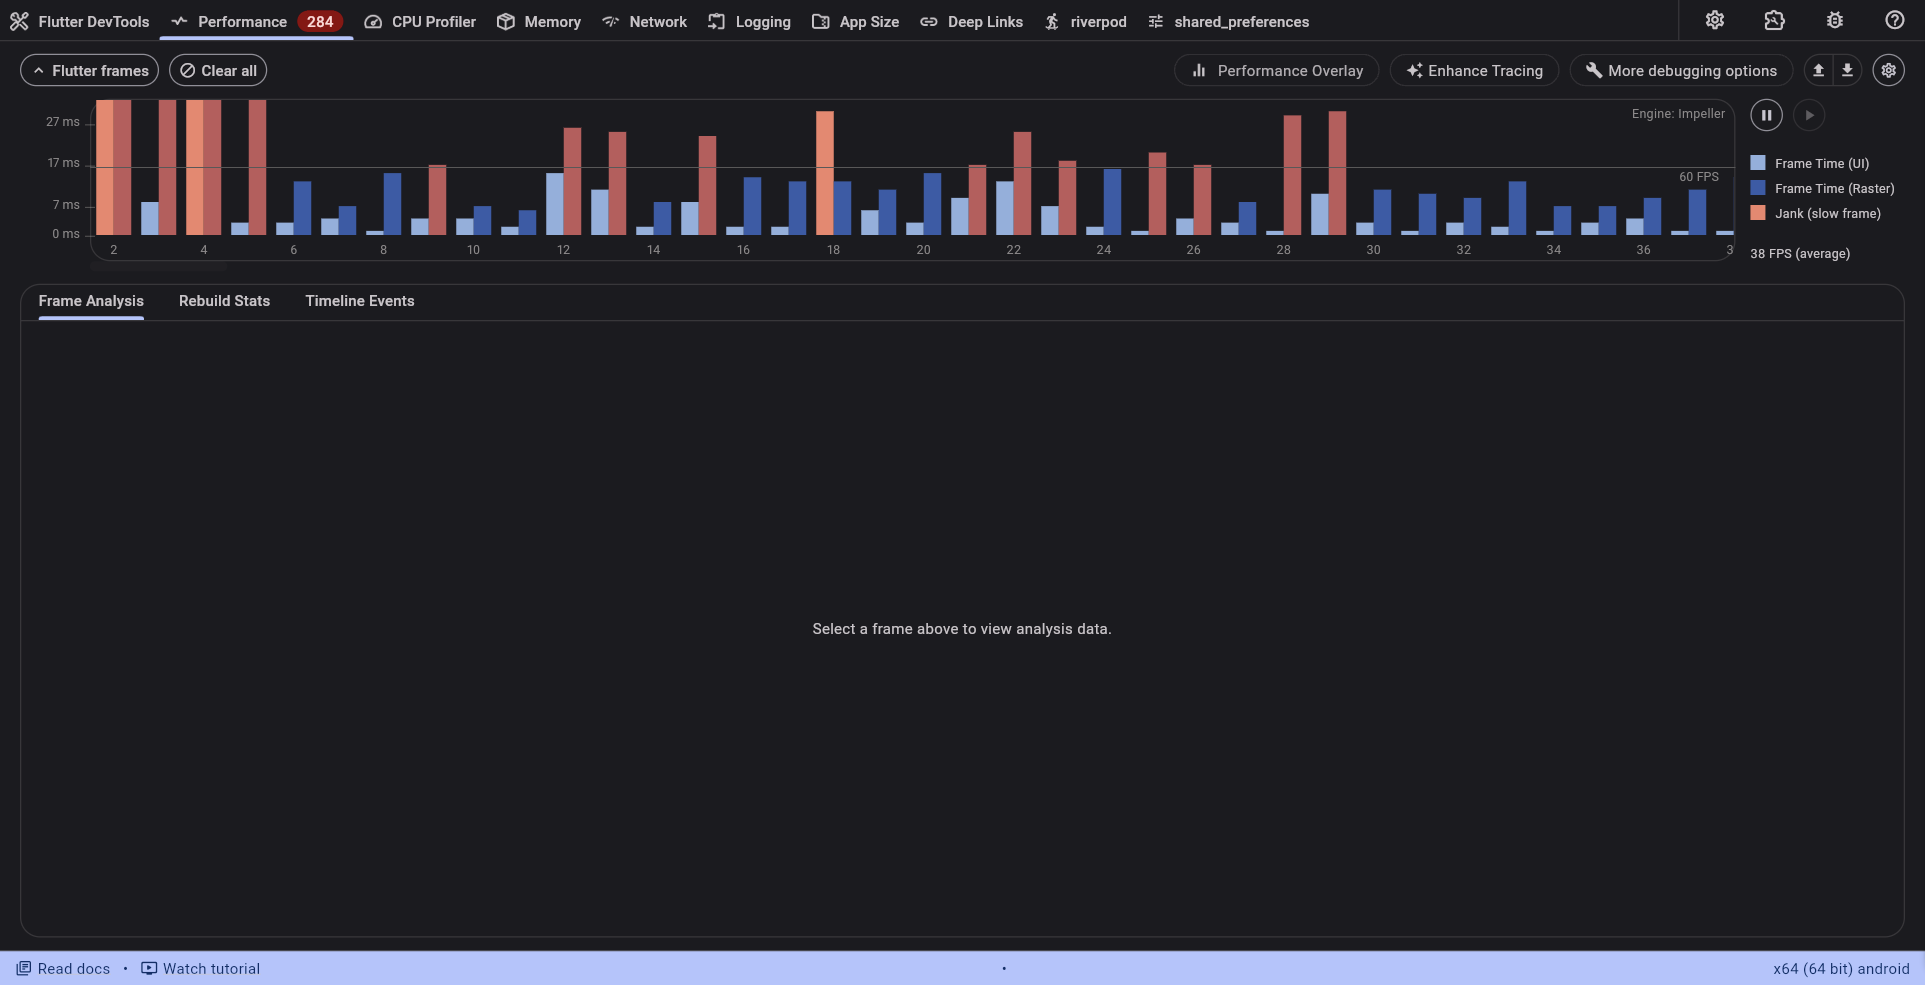 Flutter DevTools Performance 284 CPU Profiler Memory Network Logging App Size Deep Links riverpod shared_preferences
Flutter frames Clear all Performance Overlay Enhance Tracing More debugging options
Engine: Impeller
27 ms
17 ms
7 ms
0 ms
60 FPS
2 4 6 8 10 12 14 16 18 20 22 24 26 28 30 32 34 36 3
Frame Time (UI)
Frame Time (Raster)
Jank (slow frame)
38 FPS (average)
Frame Analysis Rebuild Stats Timeline Events
Select a frame above to view analysis data.
Read docs • Watch tutorial • x64 (64 bit) android